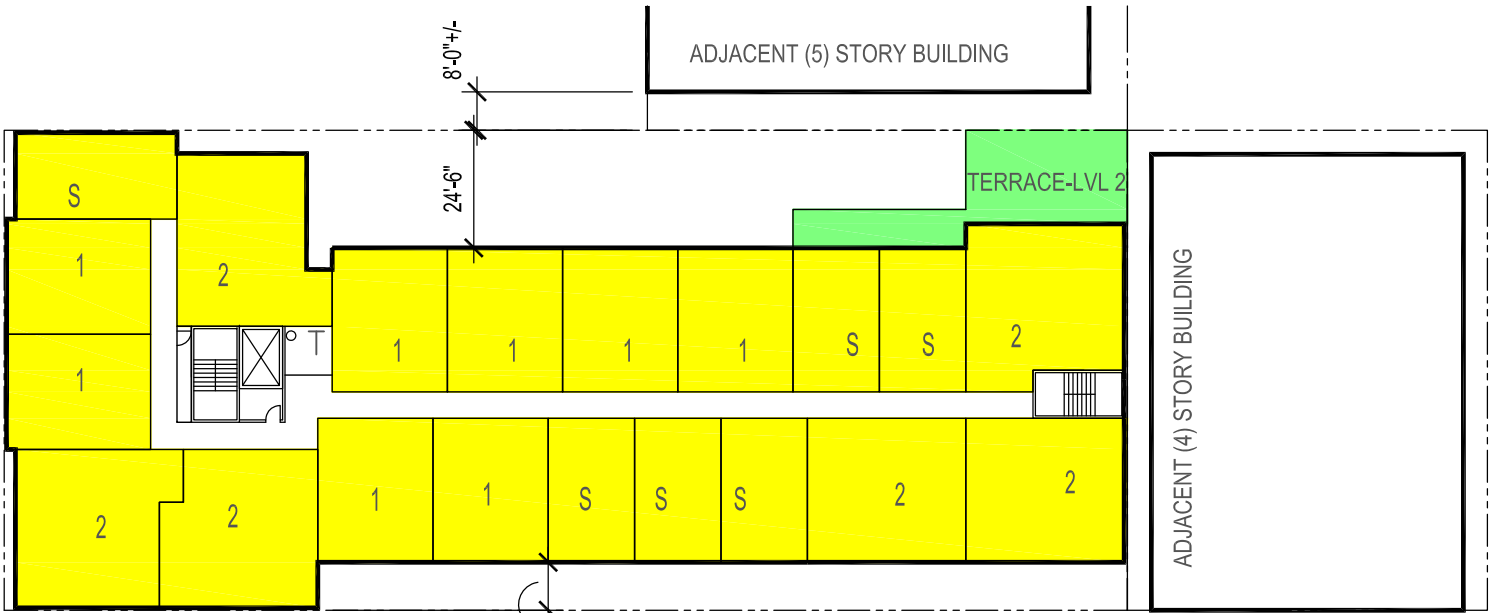 8'-0"+/-
ADJACENT (5) STORY BUILDING
24'-6"
TERRACE-LVL 2
S
1
2
1
T
1
1
1
1
S
S
2
ADJACENT (4) STORY BUILDING
2
2
1
1
S
S
S
2
2